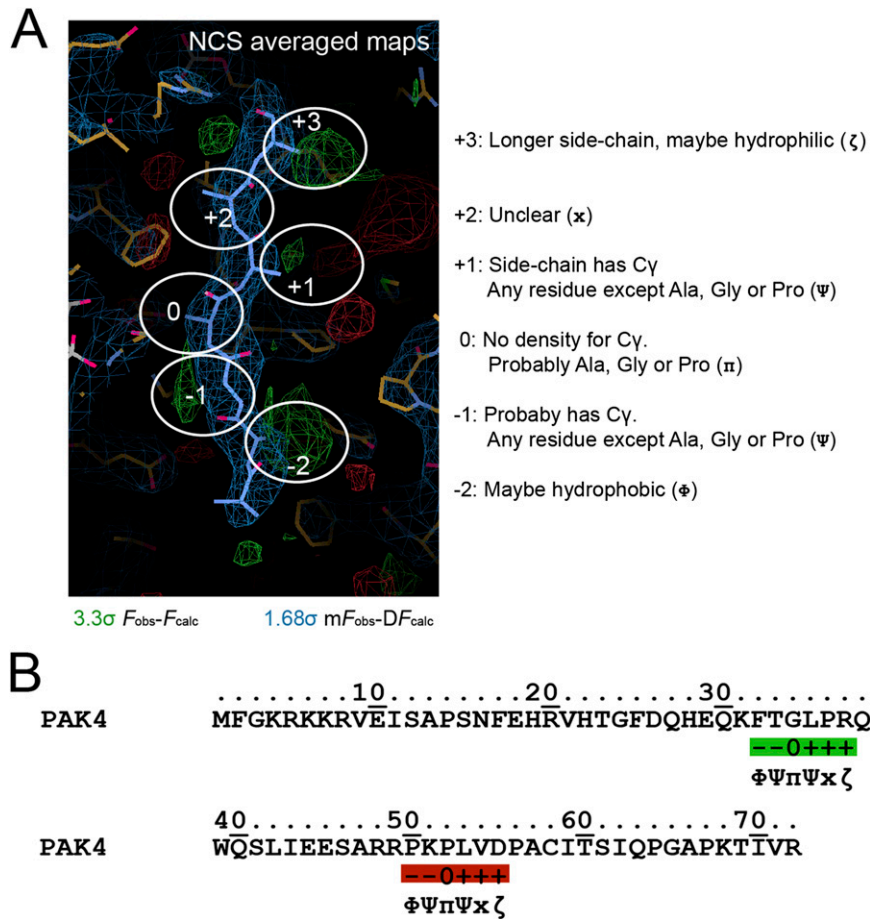 A
NCS averaged maps
+3
+2
+1
0
-1
-2
+3: Longer side-chain, maybe hydrophilic (ζ)
+2: Unclear (x)
+1: Side-chain has Cγ
Any residue except Ala, Gly or Pro (Ψ)
0: No density for Cγ.
Probably Ala, Gly or Pro (π)
-1: Probaby has Cγ.
Any residue except Ala, Gly or Pro (Ψ)
-2: Maybe hydrophobic (Φ)
3.3σ Fobs-Fcalc 1.68σ mFobs-DFcalc
B
........10........20........30........
PAK4 MFGKRKKRVEISAPSNFEHRVHTGFDQHEQKFTGLPRQ
--0+++
ΦΨπΨxζ
40.........50........60........70...
PAK4 WQSLIEESARRPKPLVDPACITSIQPGAPKTIVR
--0+++
ΦΨπΨxζ